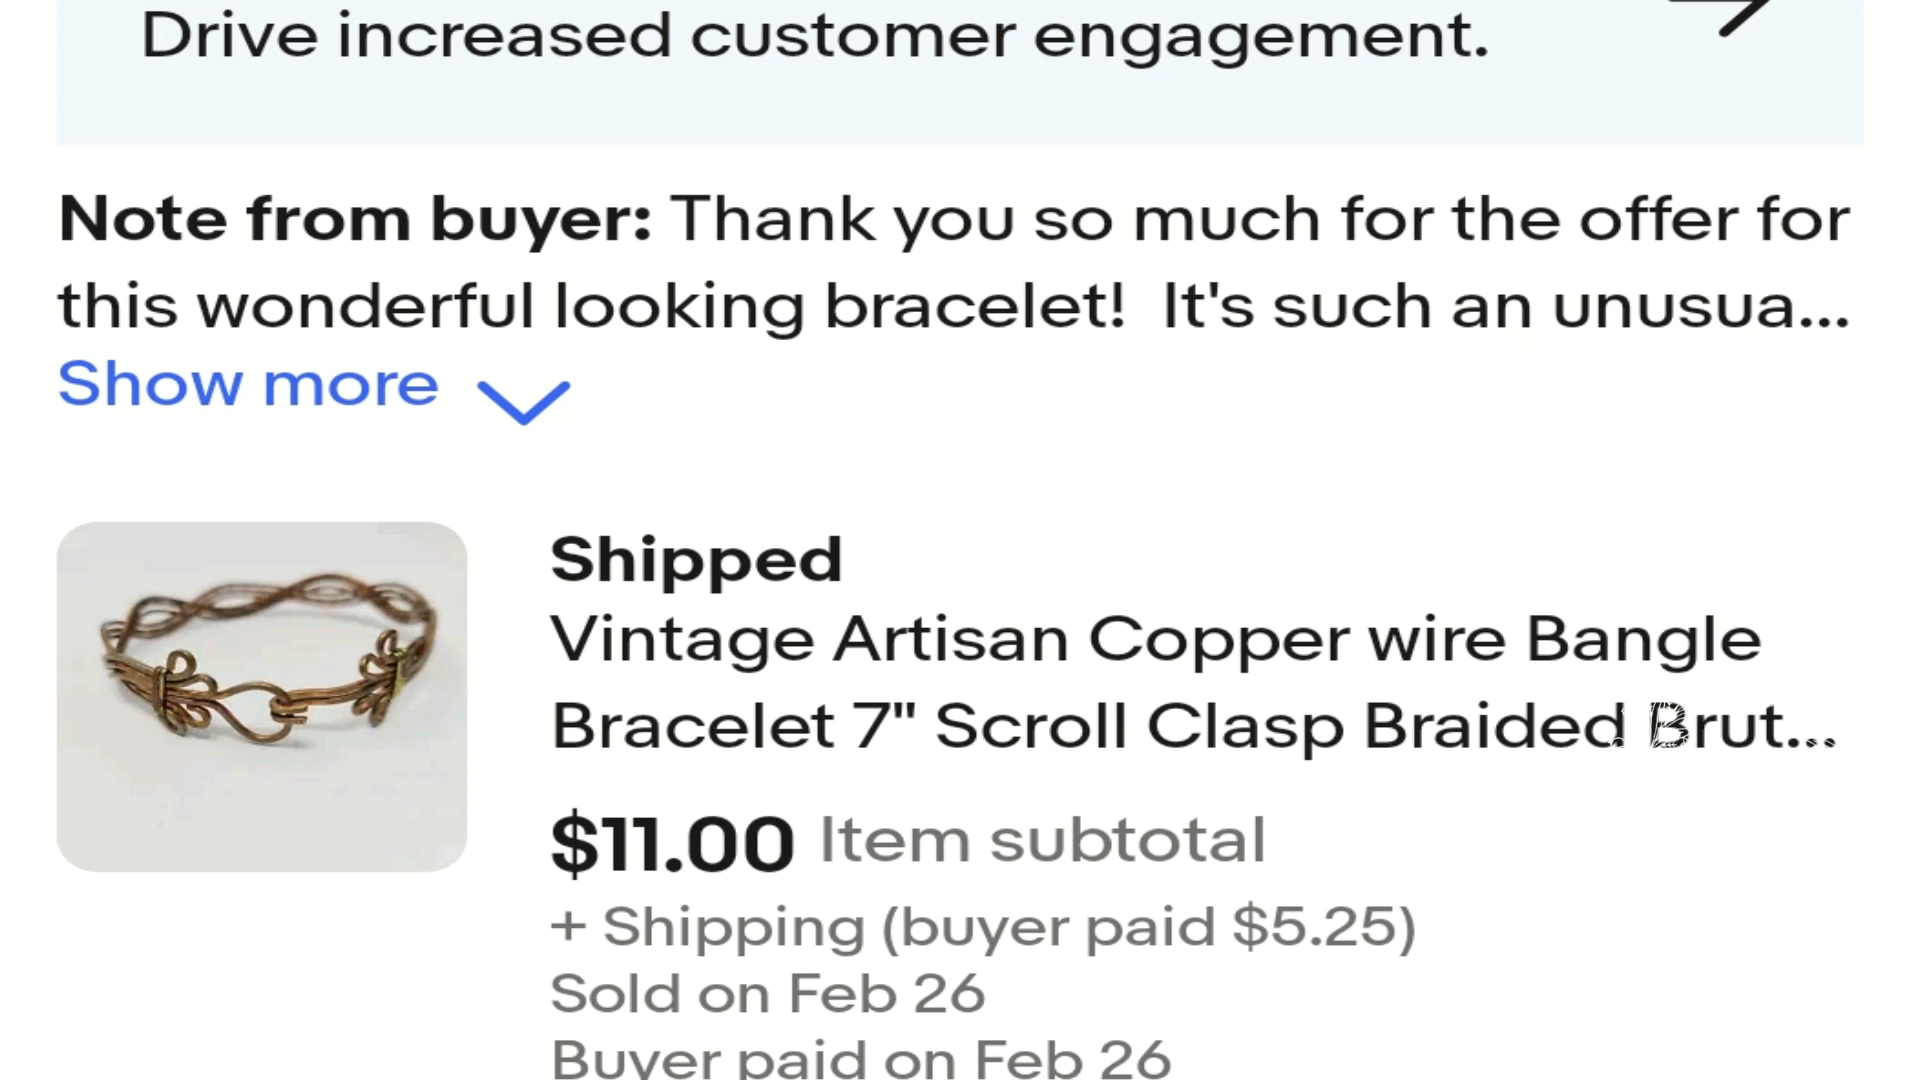 Drive increased customer engagement.
Note from buyer: Thank you so much for the offer for
this wonderful looking bracelet!  It's such an unusua...
Show more
Shipped
Vintage Artisan Copper wire Bangle
Bracelet 7" Scroll Clasp Braided Brut...
$11.00 Item subtotal
+ Shipping (buyer paid $5.25)
Sold on Feb 26
Buyer paid on Feb 26